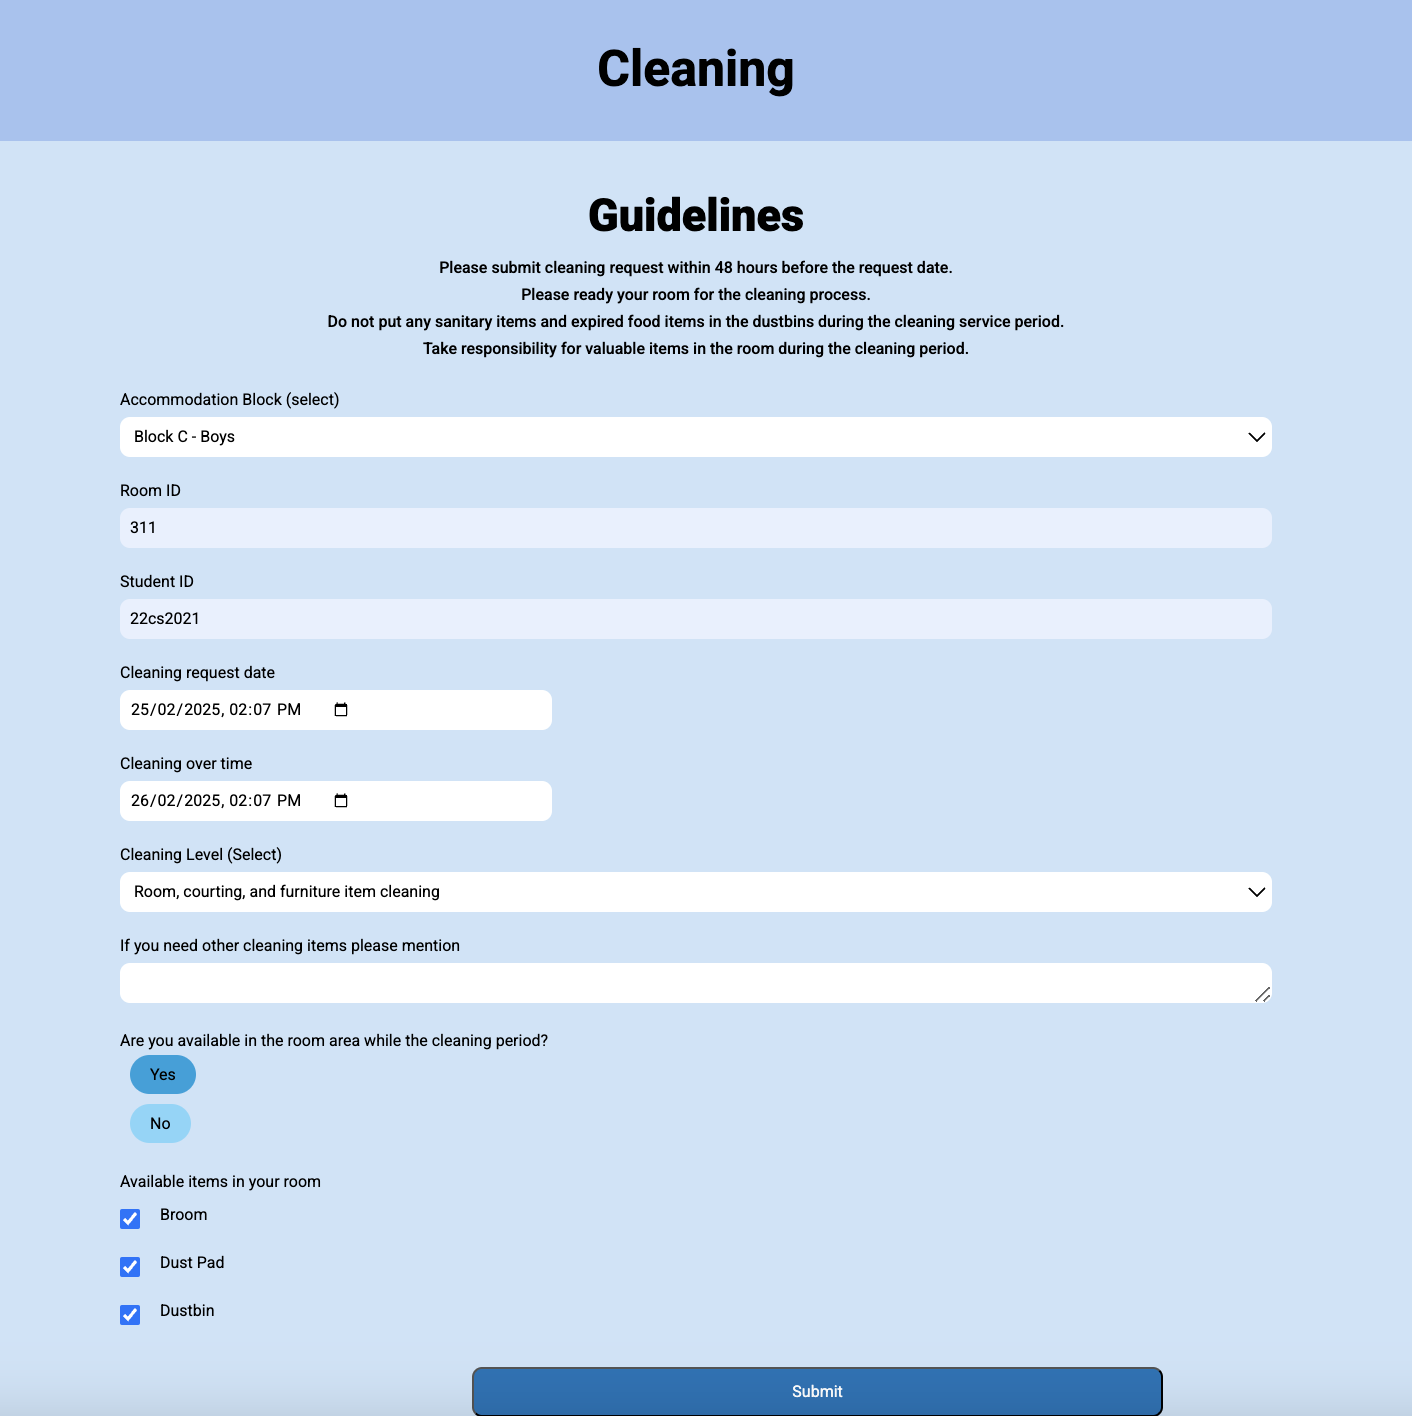 Cleaning
Guidelines
Please submit cleaning request within 48 hours before the request date.
Please ready your room for the cleaning process.
Do not put any sanitary items and expired food items in the dustbins during the cleaning service period.
Take responsibility for valuable items in the room during the cleaning period.
Accommodation Block (select)
Block C - Boys
Room ID
311
Student ID
22cs2021
Cleaning request date
25/02/2025, 02:07 PM
Cleaning over time
26/02/2025, 02:07 PM
Cleaning Level (Select)
Room, courting, and furniture item cleaning
If you need other cleaning items please mention
Are you available in the room area while the cleaning period?
Yes
No
Available items in your room
Broom
Dust Pad
Dustbin
Submit